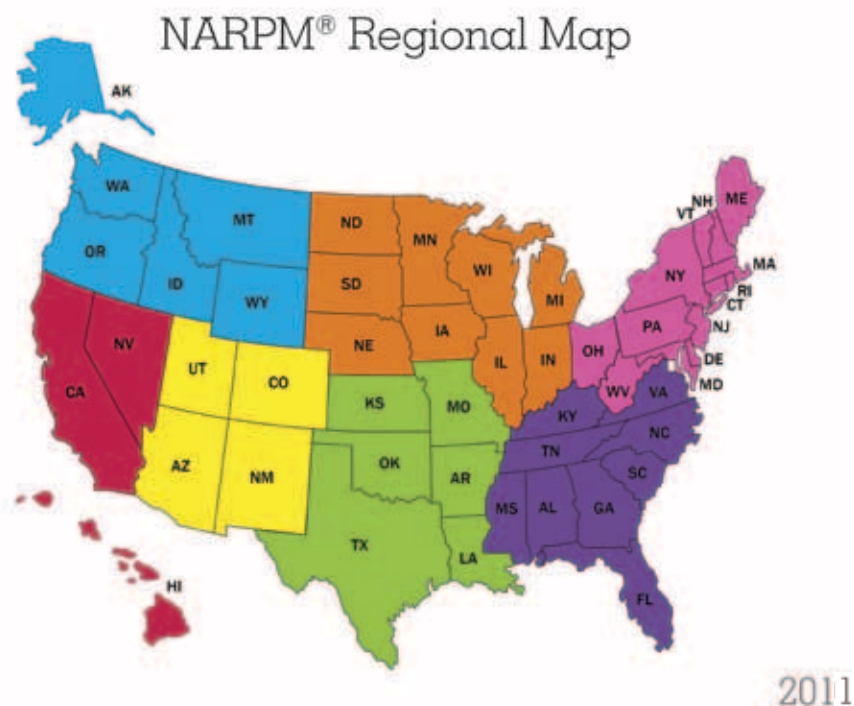 NARPM® Regional Map
AK
WA
MT
ND
MN
OR
ID
WY
SD
WI
MI
NH
VT
ME
NY
MA
RI
CT
NJ
PA
DE
MD
NV
CA
UT
CO
NE
IA
IL
IN
OH
WV
VA
KS
MO
KY
NC
TN
SC
AZ
NM
OK
AR
MS
AL
GA
TX
LA
FL
HI
2011